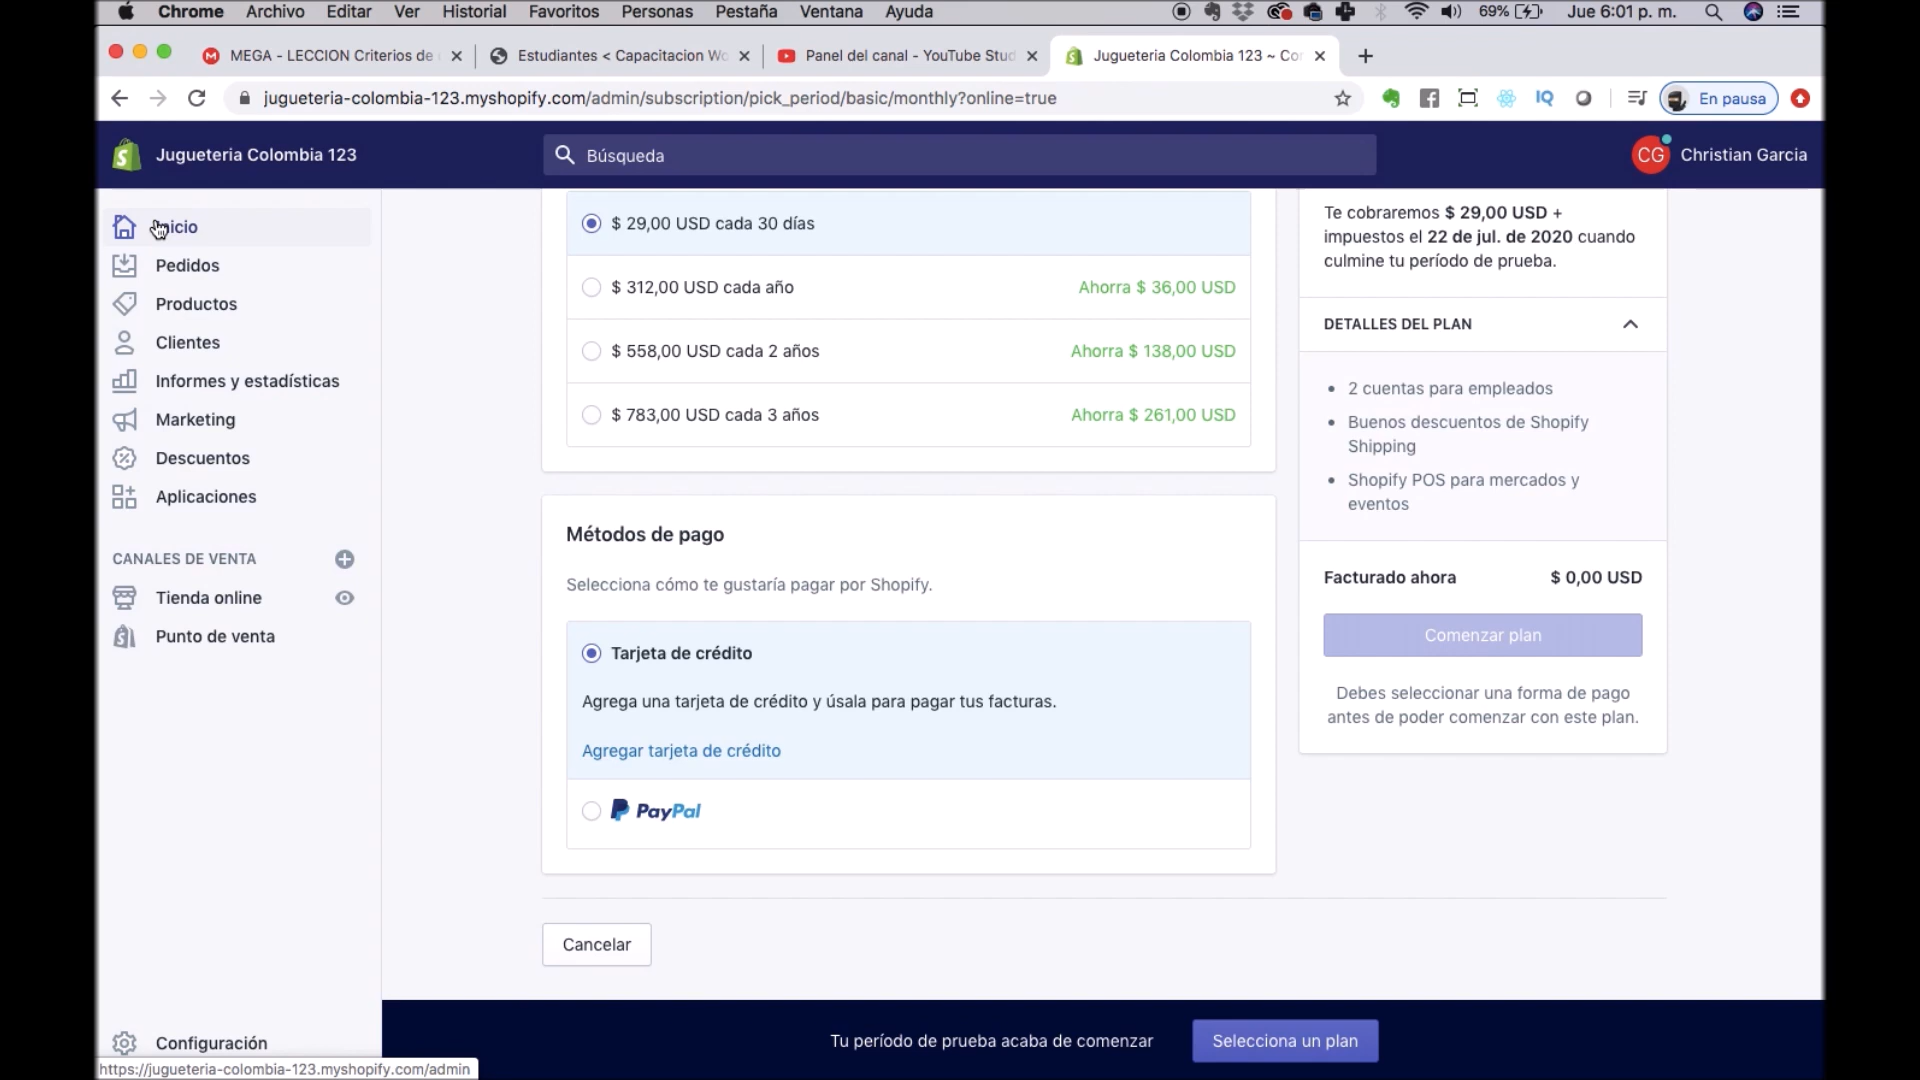 Chrome Archivo Editar Ver Historial Favoritos Personas Pestaña Ventana Ayuda 69% Jue 6:01 p. m.
MEGA - LECCION Criterios de
Estudiantes < Capacitacion Wo
Panel del canal - YouTube Stud
Jugueteria Colombia 123 ~ Co
jugueteria-colombia-123.myshopify.com/admin/subscription/pick_period/basic/monthly?online=true
IQ
En pausa
Jugueteria Colombia 123
Búsqueda
CG Christian Garcia
Inicio
Pedidos
Productos
Clientes
Informes y estadísticas
Marketing
Descuentos
Aplicaciones
CANALES DE VENTA
Tienda online
Punto de venta
Configuración
https://jugueteria-colombia-123.myshopify.com/admin
$ 29,00 USD cada 30 días
$ 312,00 USD cada año Ahorra $ 36,00 USD
$ 558,00 USD cada 2 años Ahorra $ 138,00 USD
$ 783,00 USD cada 3 años Ahorra $ 261,00 USD
Métodos de pago
Selecciona cómo te gustaría pagar por Shopify.
Tarjeta de crédito
Agrega una tarjeta de crédito y úsala para pagar tus facturas.
Agregar tarjeta de crédito
PayPal
Cancelar
Te cobraremos $ 29,00 USD +
impuestos el 22 de jul. de 2020 cuando
culmine tu período de prueba.
DETALLES DEL PLAN
• 2 cuentas para empleados
• Buenos descuentos de Shopify
Shipping
• Shopify POS para mercados y
eventos
Facturado ahora $ 0,00 USD
Comenzar plan
Debes seleccionar una forma de pago
antes de poder comenzar con este plan.
Tu período de prueba acaba de comenzar
Selecciona un plan